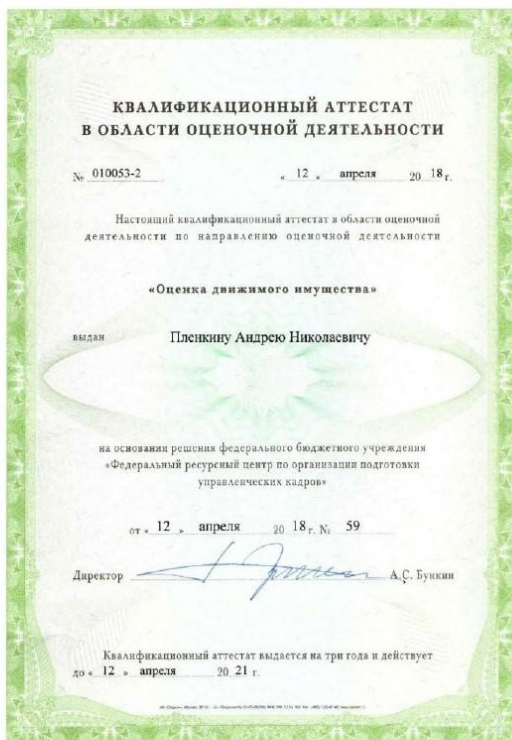 КВАЛИФИКАЦИОННЫЙ АТТЕСТАТ
В ОБЛАСТИ ОЦЕНОЧНОЙ ДЕЯТЕЛЬНОСТИ
№ 010053-2 « 12 » апреля 20 18 г.
Настоящий квалификационный аттестат в области оценочной
деятельности по направлению оценочной деятельности
«Оценка движимого имущества»
выдан Пленкину Андрею Николаевичу
на основании решения федерального бюджетного учреждения
«Федеральный ресурсный центр по организации подготовки
управленческих кадров»
от « 12 » апреля 20 18 г. № 59
Директор А.С. Бункин
Квалификационный аттестат выдается на три года и действует
до « 12 » апреля 20 21 г.